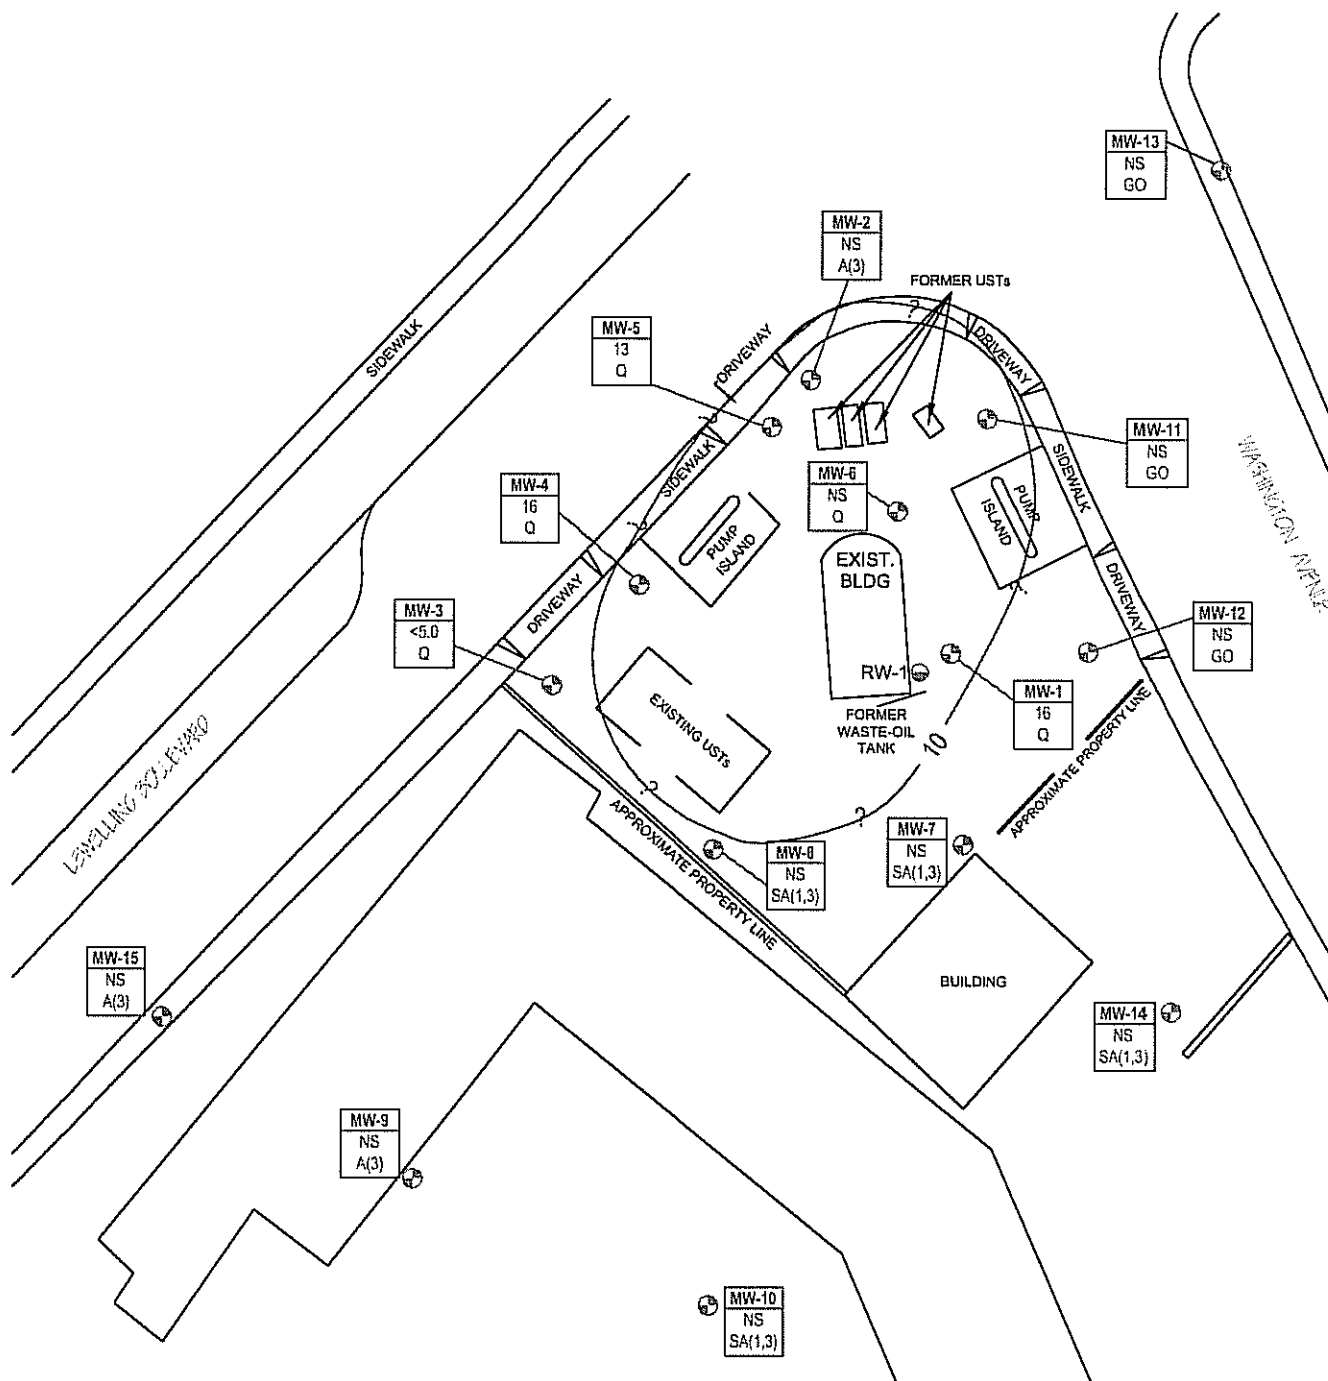 MW-13
NS
GO
MW-2
NS
A(3)
FORMER USTs
?
SIDEWALK
MW-5
13
Q
DRIVEWAY
DRIVEWAY
?
MW-11
NS
GO
SIDEWALK
SIDEWALK
WASHINGTON AVENUE
MW-4
16
Q
MW-6
NS
Q
PUMP
ISLAND
PUMP
ISLAND
?
EXIST.
BLDG
?
DRIVEWAY
DRIVEWAY
MW-3
<5.0
Q
MW-12
NS
GO
RW-1
MW-1
16
Q
EXISTING USTs
FORMER
WASTE-OIL
TANK
10
APPROXIMATE PROPERTY LINE
LEWELLING BOULEVARD
?
?
APPROXIMATE PROPERTY LINE
MW-8
NS
SA(1,3)
MW-7
NS
SA(1,3)
BUILDING
MW-15
NS
A(3)
MW-14
NS
SA(1,3)
MW-9
NS
A(3)
MW-10
NS
SA(1,3)